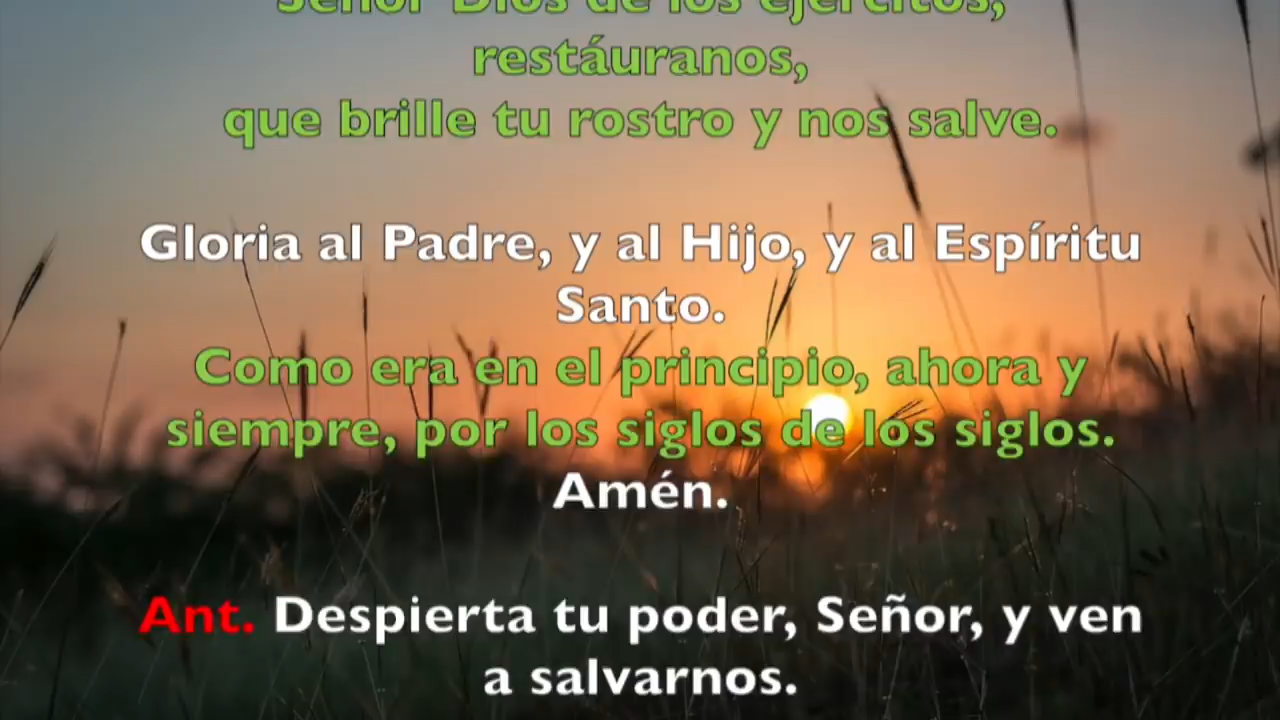 Señor Dios de los ejércitos,
restáuranos,
que brille tu rostro y nos salve.
Gloria al Padre, y al Hijo, y al Espíritu
Santo.
Como era en el principio, ahora y
siempre, por los siglos de los siglos.
Amén.
Ant. Despierta tu poder, Señor, y ven
a salvarnos.